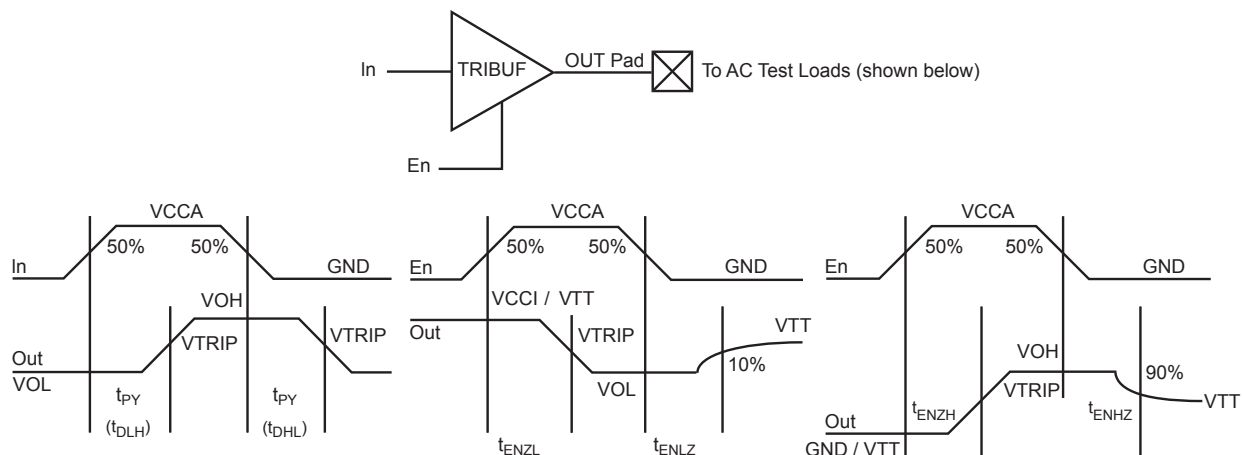 In
TRIBUF
OUT Pad
To AC Test Loads (shown below)
En
VCCA
In
50%
50%
GND
VOH
Out
VTRIP
VTRIP
VOL
tPY
(tDLH)
tPY
(tDHL)
VCCA
En
50%
50%
GND
VCCI / VTT
Out
VTRIP
VTT
VOL
10%
tENZL
tENLZ
VCCA
En
50%
50%
GND
VOH
VTRIP
90%
VTT
Out
tENZH
tENHZ
GND / VTT